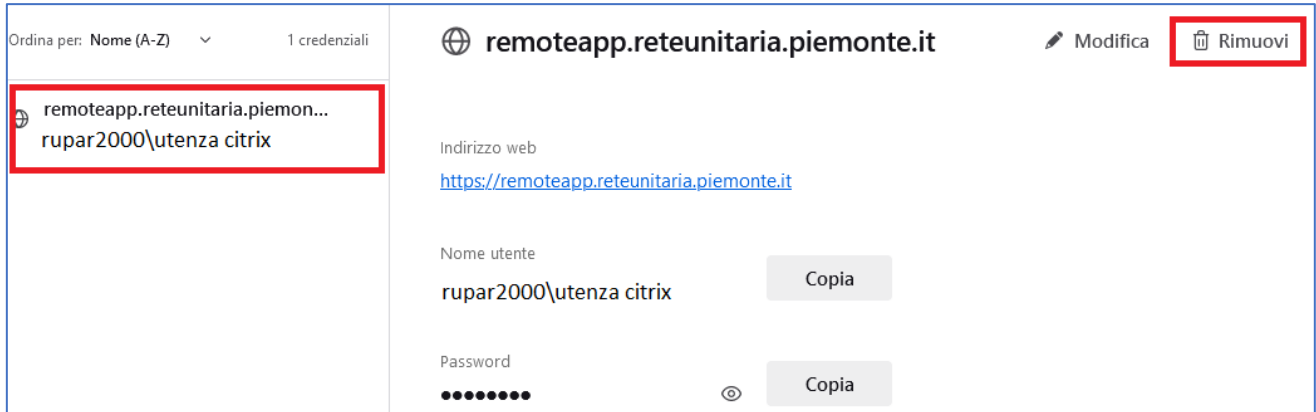 Ordina per: Nome (A-Z) 1 credenziali
remoteapp.reteunitaria.piemon...
rupar2000\utenza citrix
remoteapp.reteunitaria.piemonte.it
Modifica
Rimuovi
Indirizzo web
https://remoteapp.reteunitaria.piemonte.it
Nome utente
rupar2000\utenza citrix
Copia
Password
••••••••
Copia